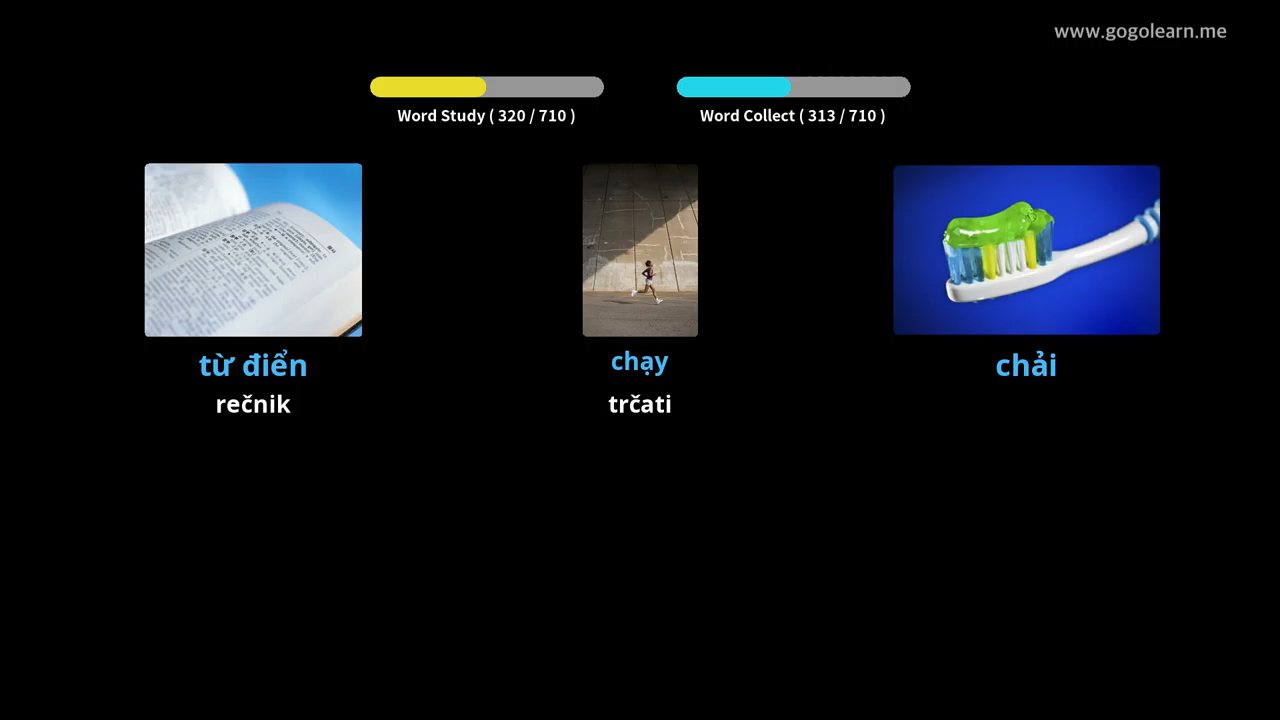 www.gogolearn.me
Word Study ( 320 / 710 )
Word Collect ( 313 / 710 )
từ điển
chạy
chải
rečnik
trčati